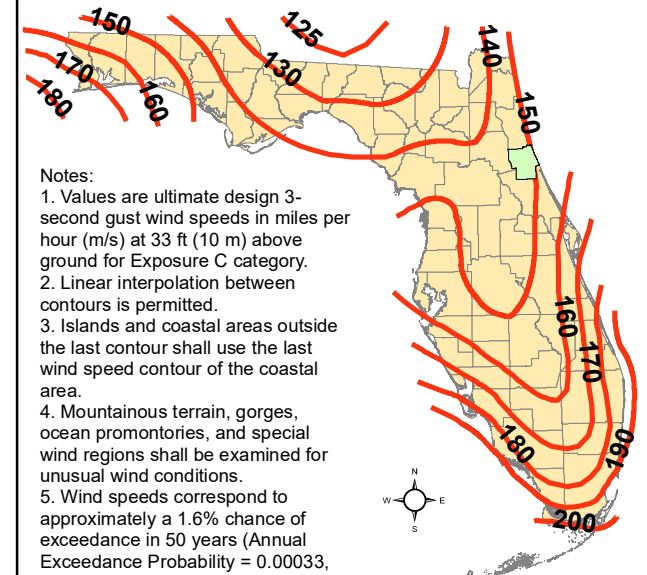 150
125
130
140
170
180
160
150
Notes:
1. Values are ultimate design 3-
second gust wind speeds in miles per
hour (m/s) at 33 ft (10 m) above
ground for Exposure C category.
2. Linear interpolation between
contours is permitted.
3. Islands and coastal areas outside
the last contour shall use the last
wind speed contour of the coastal
area.
4. Mountainous terrain, gorges,
ocean promontories, and special
wind regions shall be examined for
unusual wind conditions.
5. Wind speeds correspond to
approximately a 1.6% chance of
exceedance in 50 years (Annual
Exceedance Probability = 0.00033,
160
170
180
190
200
N
W
E
S